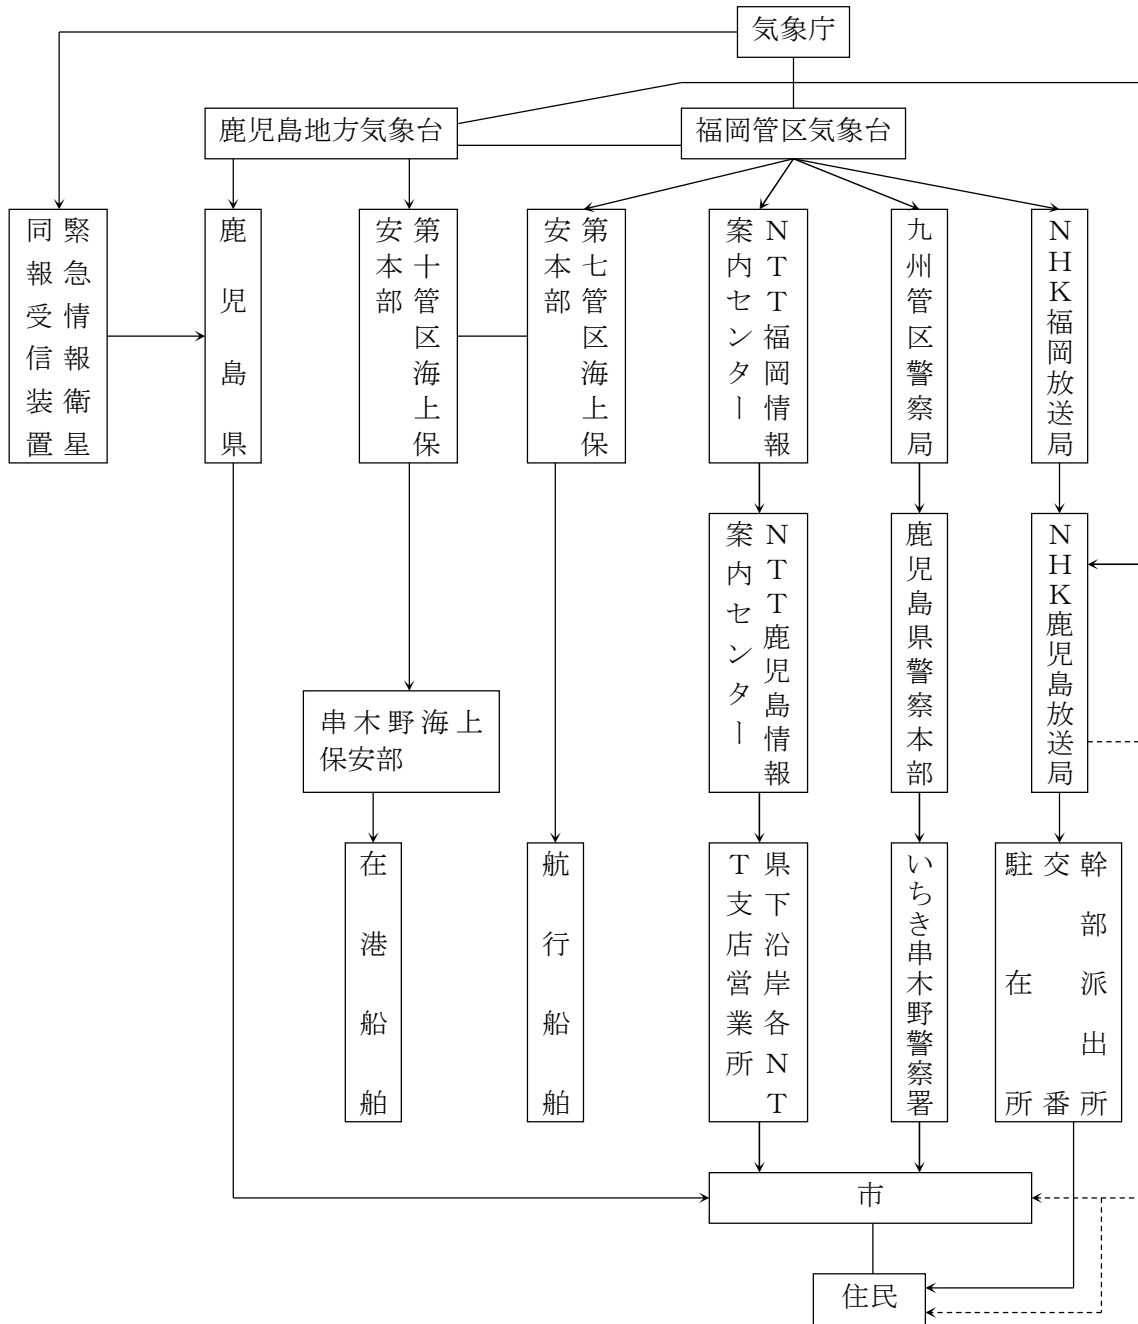 気象庁
鹿児島地方気象台
福岡管区気象台
緊急情報衛星
同報受信装置
鹿児島県
第十管区海上保
安本部
第七管区海上保
安本部
NTT福岡情報
案内センター
九州管区警察局
NHK福岡放送局
NTT鹿児島情報
案内センター
鹿児島県警察本部
NHK鹿児島放送局
串木野海上
保安部
在港船舶
航行船舶
県下沿岸各NT
T支店営業所
いちき串木野警察署
幹部派出所
交番
駐在所
市
住民